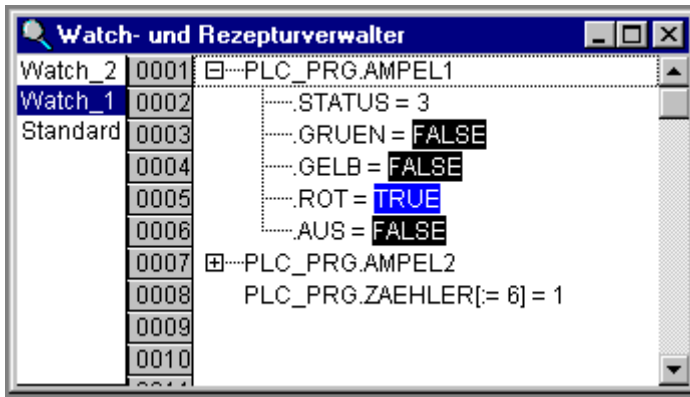 Watch- und Rezepturverwalter
Watch_2 0001 PLC_PRG.AMPEL1
Watch_1 0002 .STATUS = 3
Standard 0003 .GRUEN = FALSE
0004 .GELB = FALSE
0005 .ROT = TRUE
0006 .AUS = FALSE
0007 PLC_PRG.AMPEL2
0008 PLC_PRG.ZAEHLER[:= 6] = 1
0009
0010